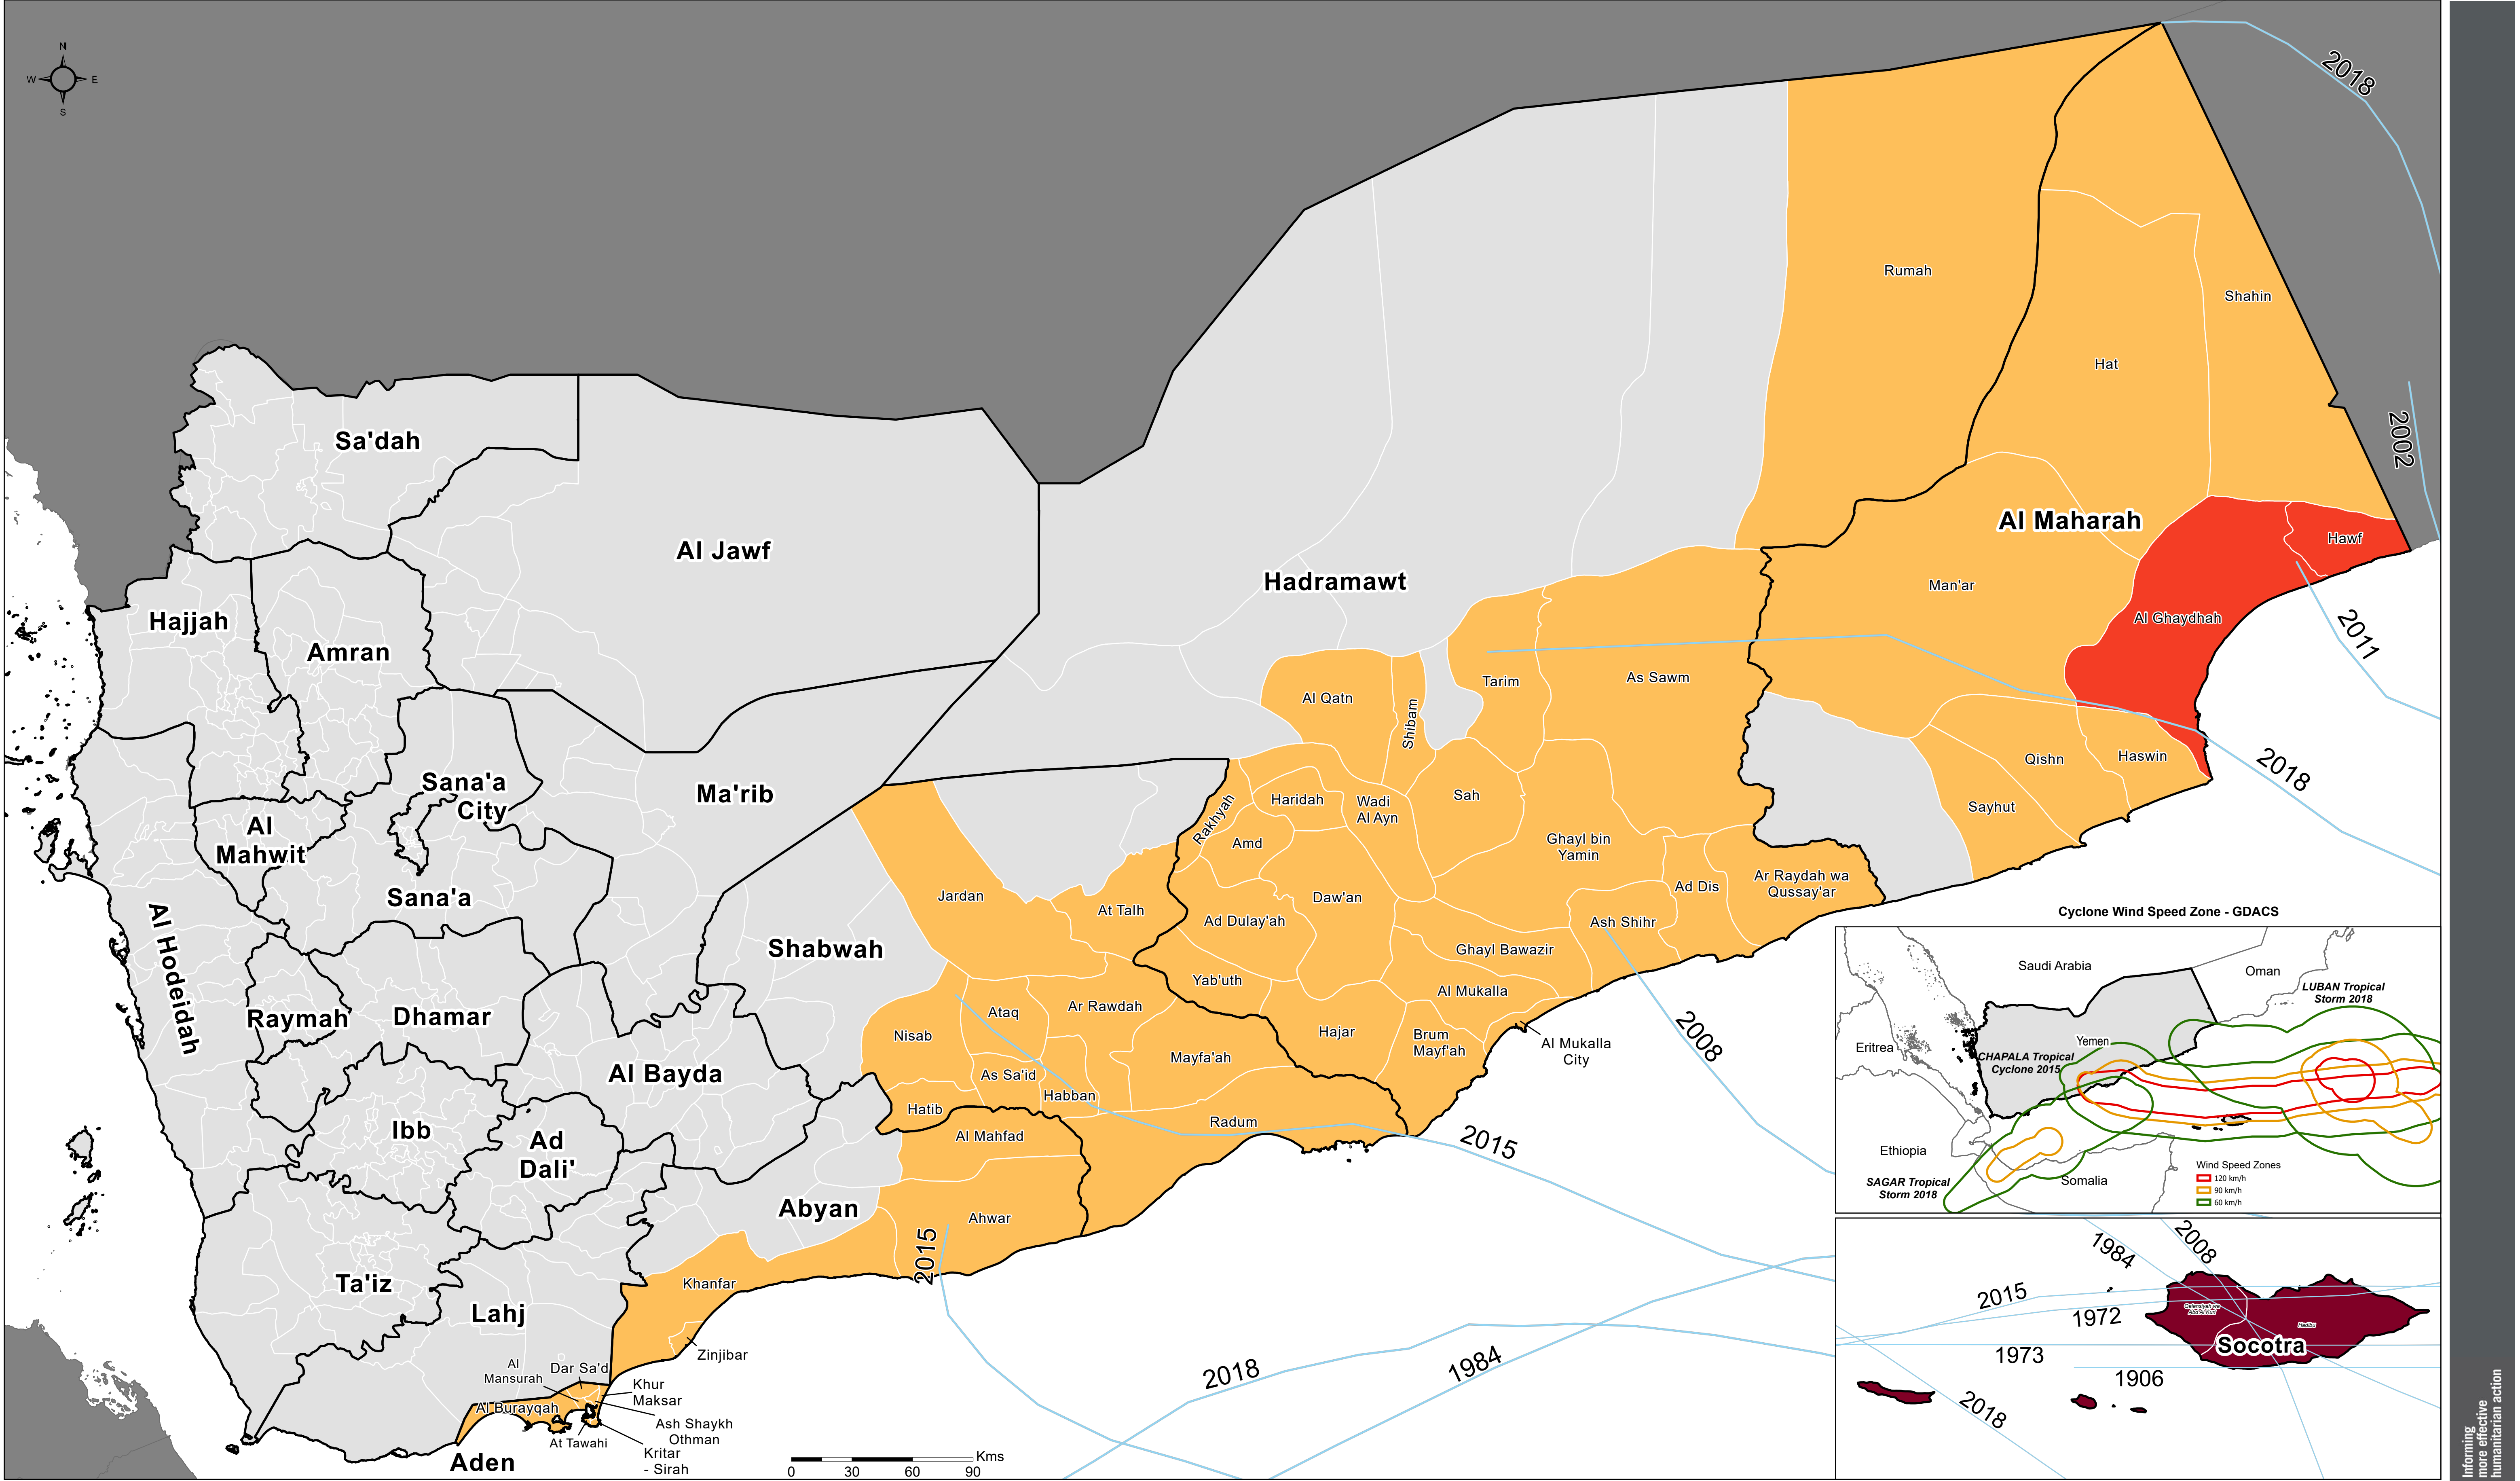 N
W
E
S
2018
2002
Rumah
Shahin
Hat
Sa'dah
Al Jawf
Hadramawt
Al Maharah
Hawf
Man'ar
Al Ghaydhah
2011
Hajjah
Amran
Al Qatn
Shibam
Tarim
As Sawm
Qishn
Haswin
2018
Sayhut
Sana'a
City
Ma'rib
Al
Mahwit
Sana'a
Rakhyah
Haridah
Wadi
Al Ayn
Sah
Amd
Ghayl bin
Yamin
Ad Dis
Ar Raydah wa
Qussay'ar
Jardan
At Talh
Daw'an
Ad Dulay'ah
Ash Shihr
Ghayl Bawazir
Al Hodeidah
Shabwah
Yab'uth
Al Mukalla
Raymah
Dhamar
Nisab
Ataq
Ar Rawdah
Hajar
Brum
Mayf'ah
Al Mukalla
City
2008
Mayfa'ah
Al Bayda
As Sa'id
Habban
Hatib
Radum
Al Mahfad
2015
Ibb
Ad
Dali'
Abyan
Ahwar
2015
Khanfar
Ta'iz
Lahj
Zinjibar
Al
Mansurah
Dar Sa'd
Khur
Maksar
Al Burayqah
Ash Shaykh
Othman
At Tawahi
Kritar
- Sirah
Aden
Kms
0
30
60
90
2018
1984
Cyclone Wind Speed Zone - GDACS
Saudi Arabia
Oman
LUBAN Tropical
Storm 2018
Eritrea
Yemen
CHAPALA Tropical
Cyclone 2015
Ethiopia
SAGAR Tropical
Storm 2018
Somalia
Wind Speed Zones
120 km/h
90 km/h
60 km/h
1984
2008
2015
1972
1973
1906
2018
Qalansiyah wa
Abd Al Kuri
Hadibu
Socotra
Informing
more effective
humanitarian action